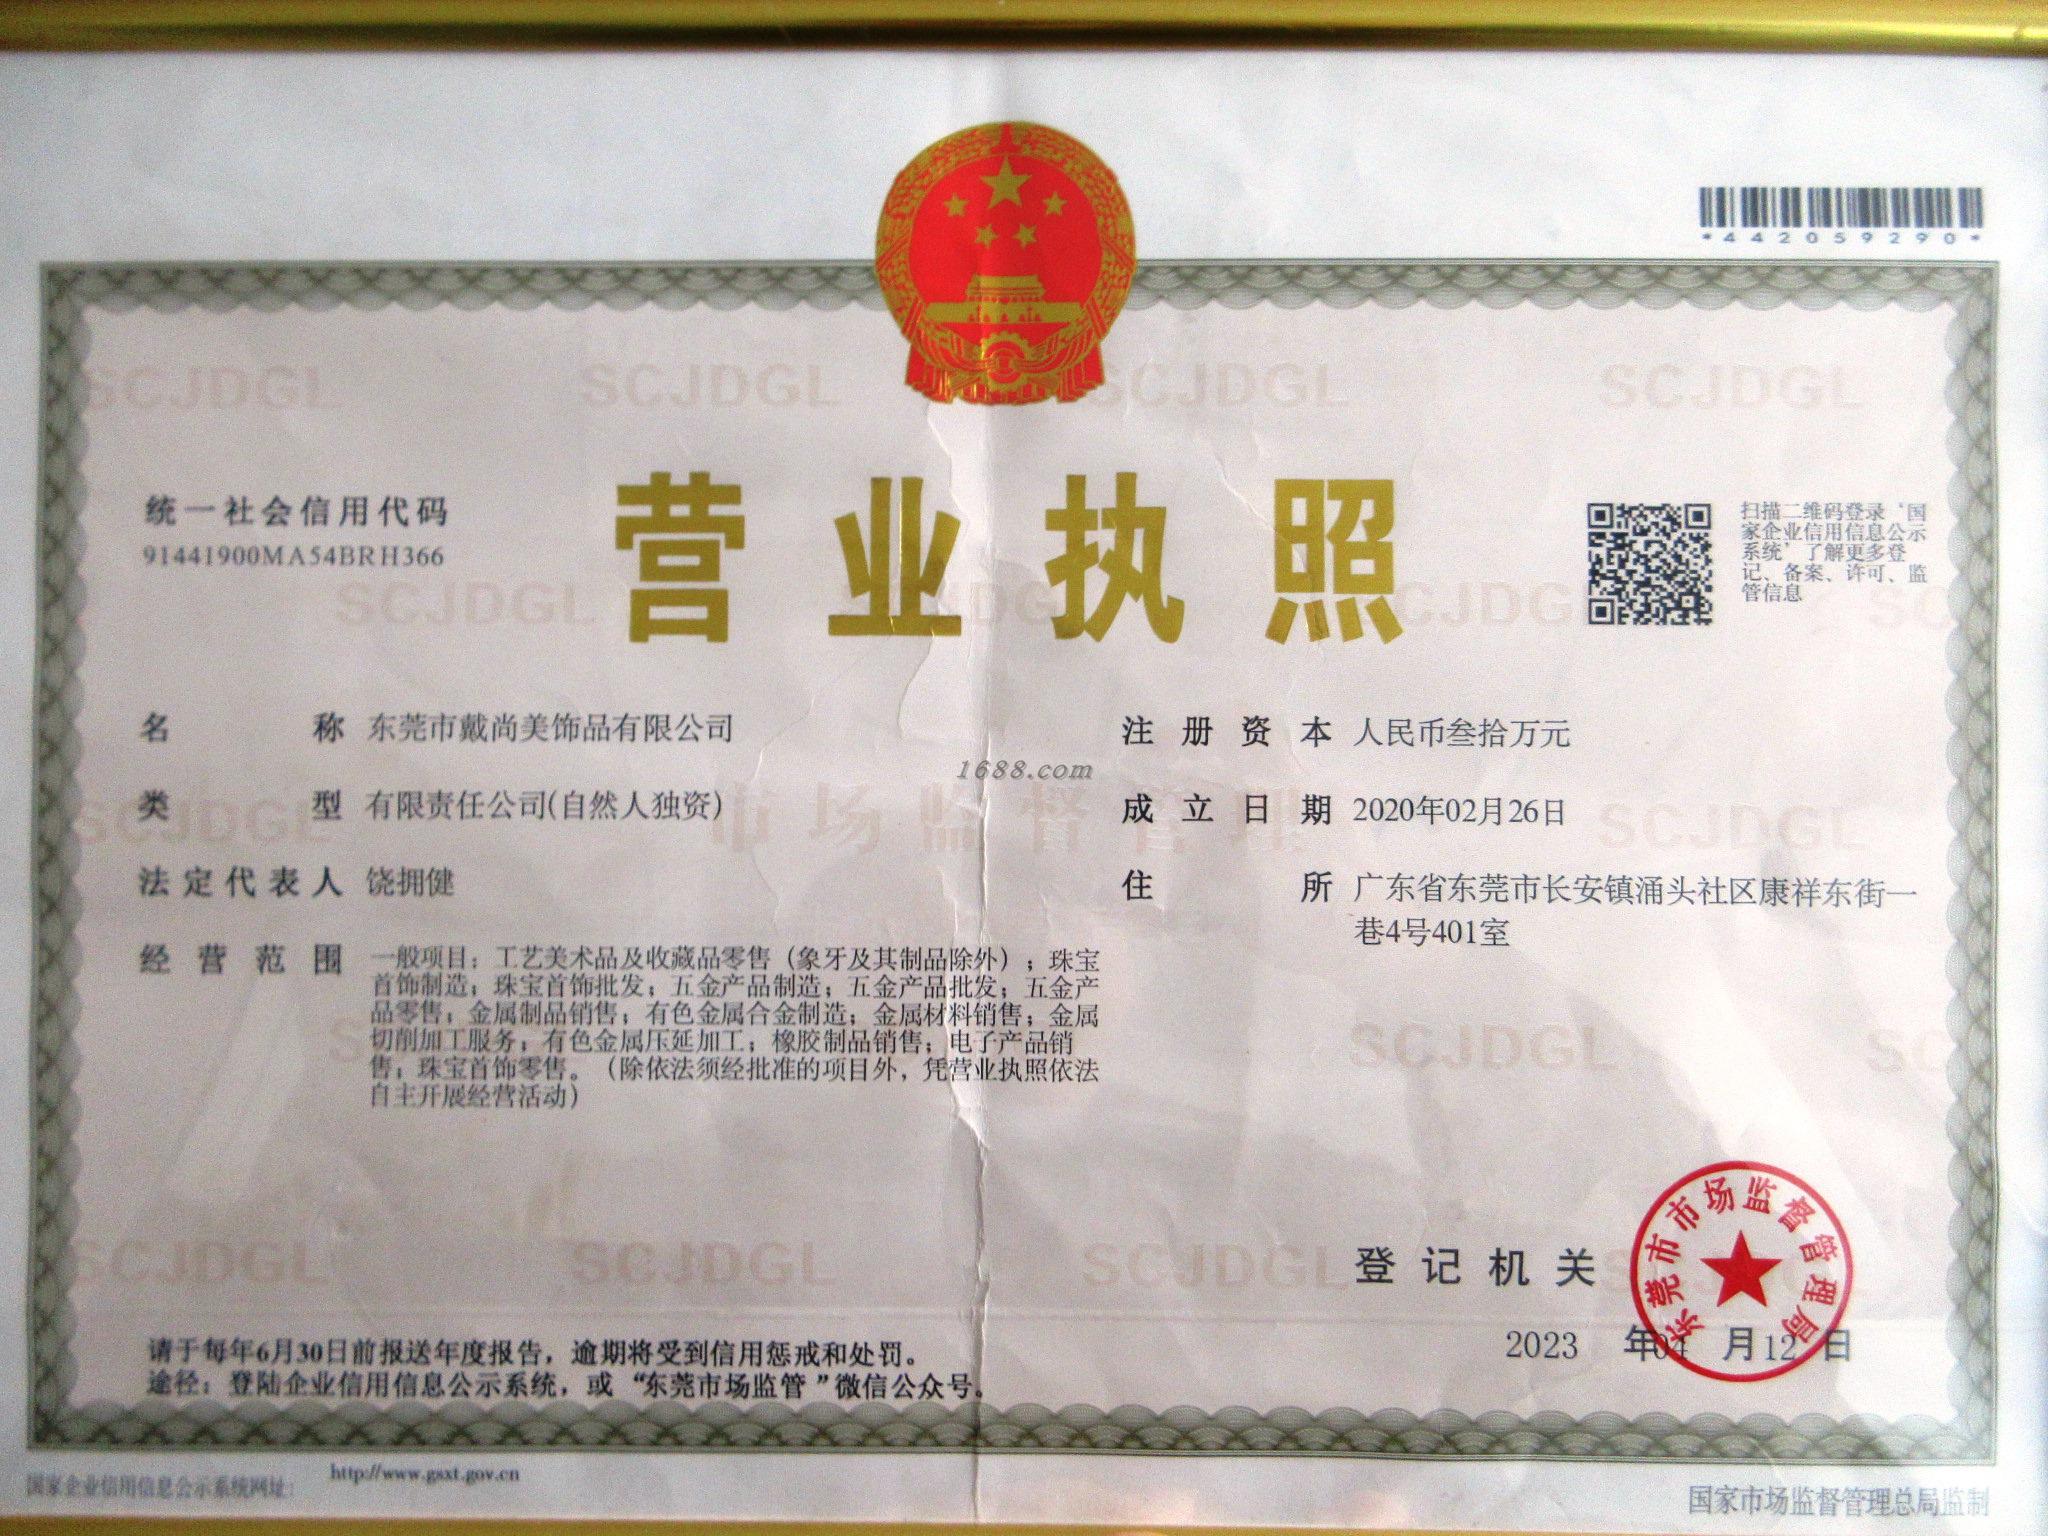 *442059290*
SCJDGL SCJDGL SCJDGL SCJDGL
营业执照
统一社会信用代码
91441900MA54BRH366
扫描二维码登录‘国
家企业信用信息公示
系统’了解更多登
记、备案、许可、监
管信息
名称 东莞市戴尚美饰品有限公司
类型 有限责任公司(自然人独资)
法定代表人 饶拥健
经营范围 一般项目：工艺美术品及收藏品零售（象牙及其制品除外）；珠宝
首饰制造；珠宝首饰批发；五金产品制造；五金产品批发；五金产
品零售；金属制品销售；有色金属合金制造；金属材料销售；金属
切削加工服务；有色金属压延加工；橡胶制品销售；电子产品销
售；珠宝首饰零售。（除依法须经批准的项目外，凭营业执照依法
自主开展经营活动）
注册资本 人民币叁拾万元
1688.com
成立日期 2020年02月26日
市场监督管理
住所 广东省东莞市长安镇涌头社区康祥东街一
巷4号401室
登记机关
东莞市市场监督管理局
2023 年04 月12 日
请于每年6月30日前报送年度报告，逾期将受到信用惩戒和处罚。
途径：登陆企业信用信息公示系统，或“东莞市场监管”微信公众号。
国家企业信用信息公示系统网址： http://www.gsxt.gov.cn
国家市场监督管理总局监制